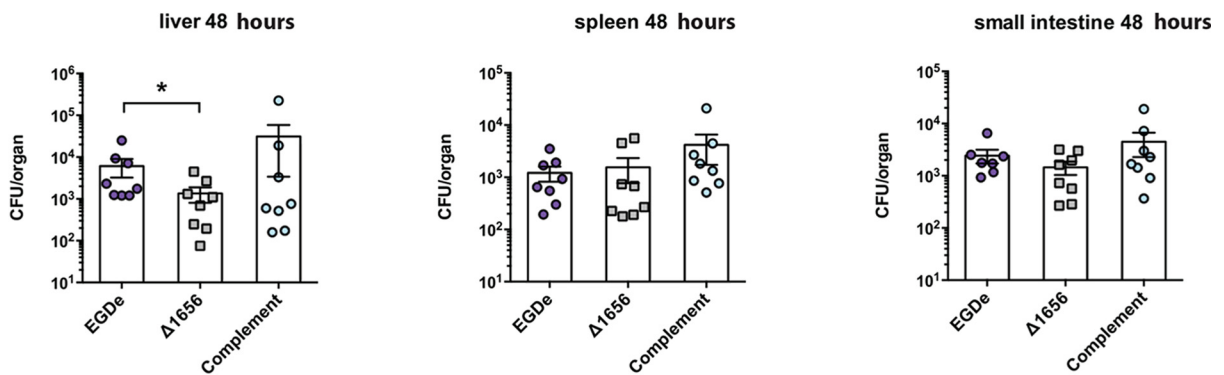 liver 48 hours
CFU/organ
10⁶
10⁵
10⁴
10³
10²
10¹
*
EGDe
Δ1656
Complement
spleen 48 hours
CFU/organ
10⁵
10⁴
10³
10²
10¹
EGDe
Δ1656
Complement
small intestine 48 hours
CFU/organ
10⁵
10⁴
10³
10²
10¹
EGDe
Δ1656
Complement